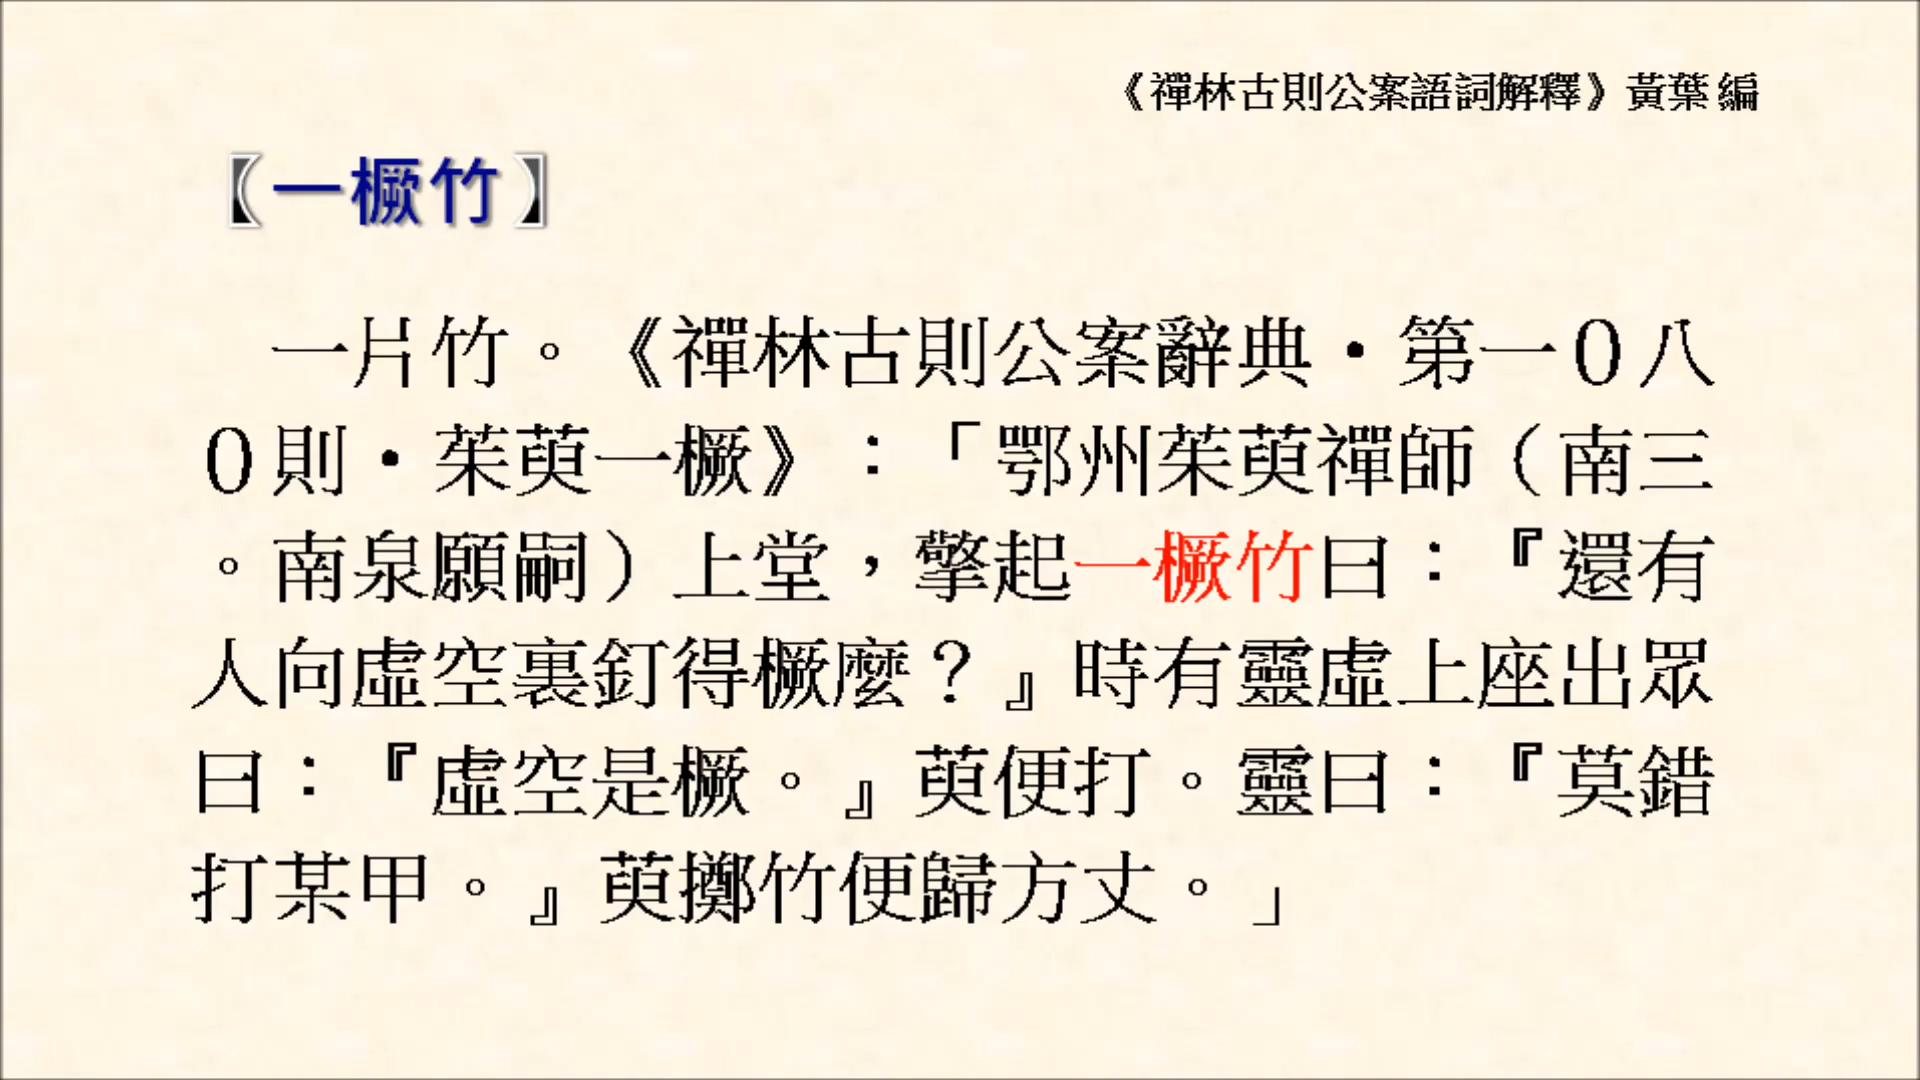 《禪林古則公案語詞解釋》黃葉編
【一橛竹】
一片竹。《禪林古則公案辭典・第一０八
０則・茱萸一橛》：「鄂州茱萸禪師（南三
。南泉願嗣）上堂，擎起一橛竹曰：『還有
人向虛空裏釘得橛麼？』時有靈虛上座出眾
曰：『虛空是橛。』萸便打。靈曰：『莫錯
打某甲。』萸擲竹便歸方丈。」